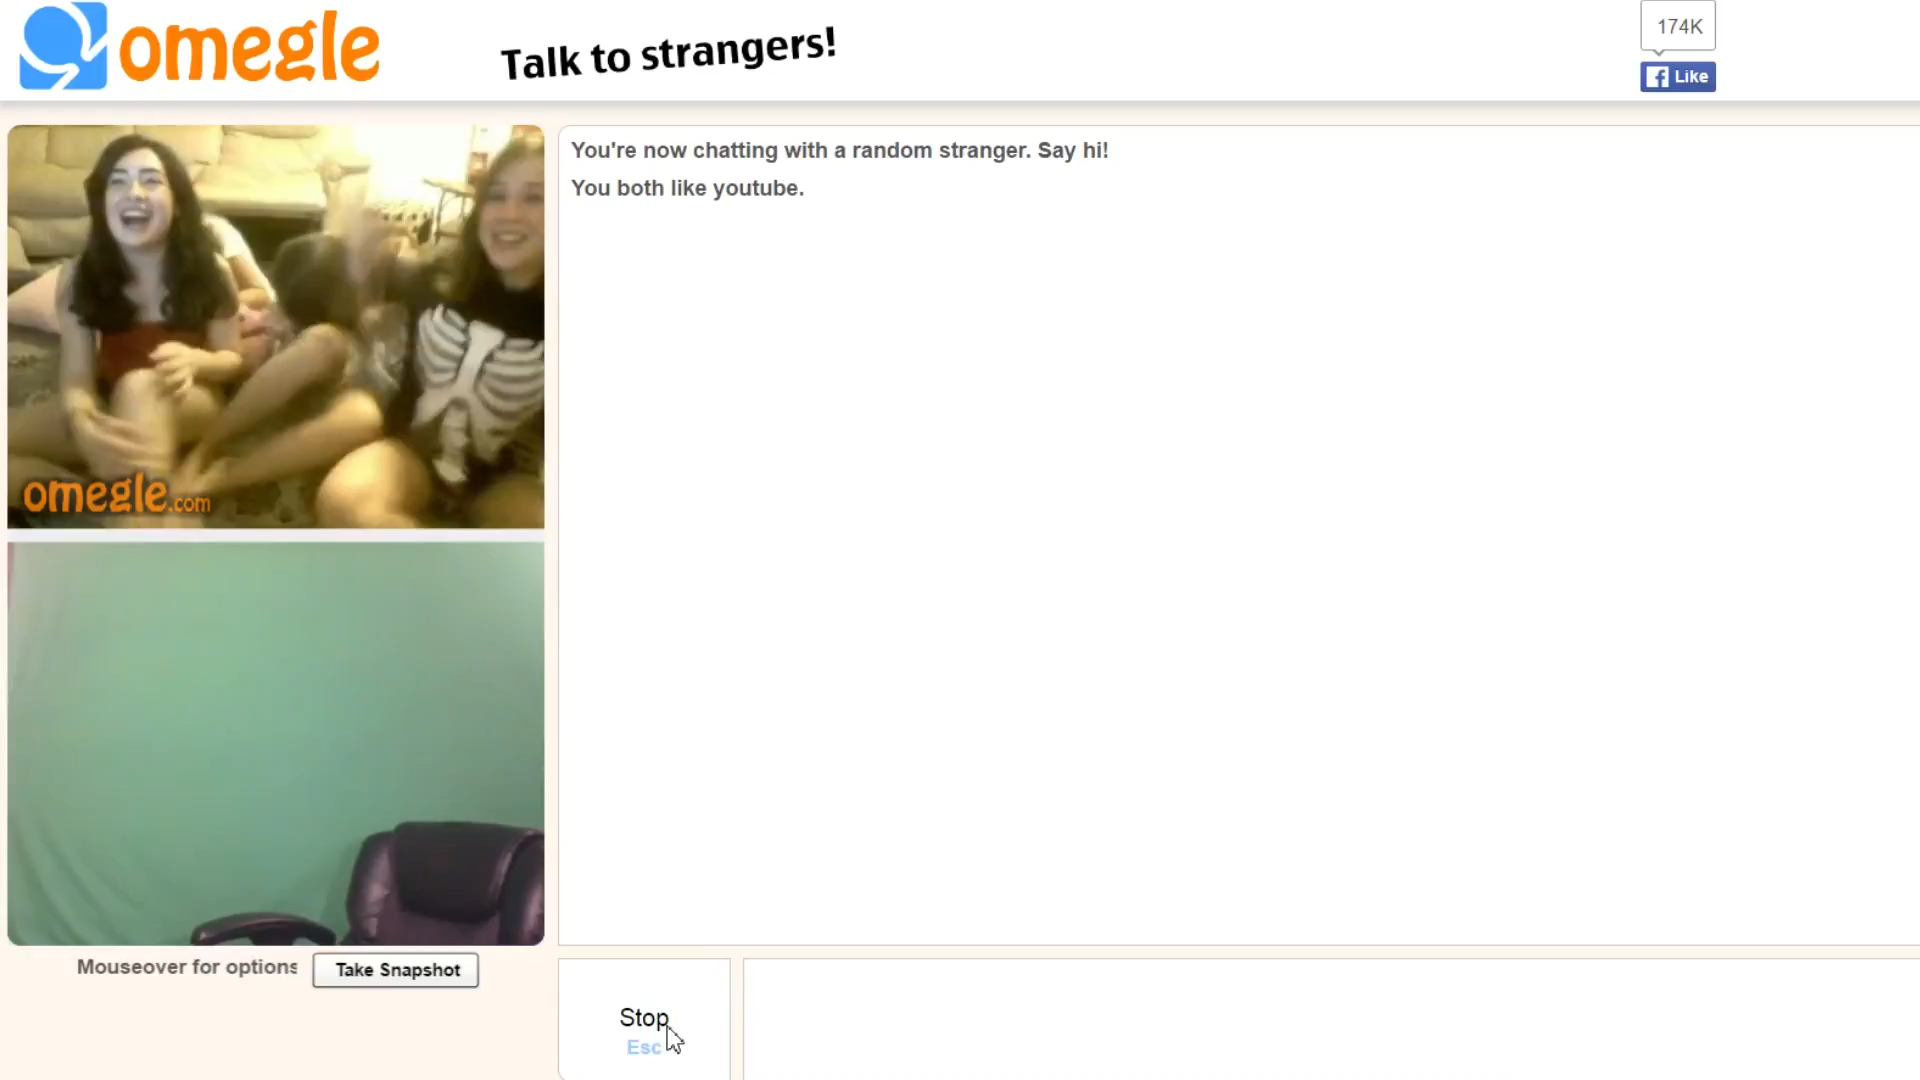 omegle
Talk to strangers!
174K
Like
You're now chatting with a random stranger. Say hi!
You both like youtube.
omegle.com
Mouseover for options
Take Snapshot
Stop
Esc